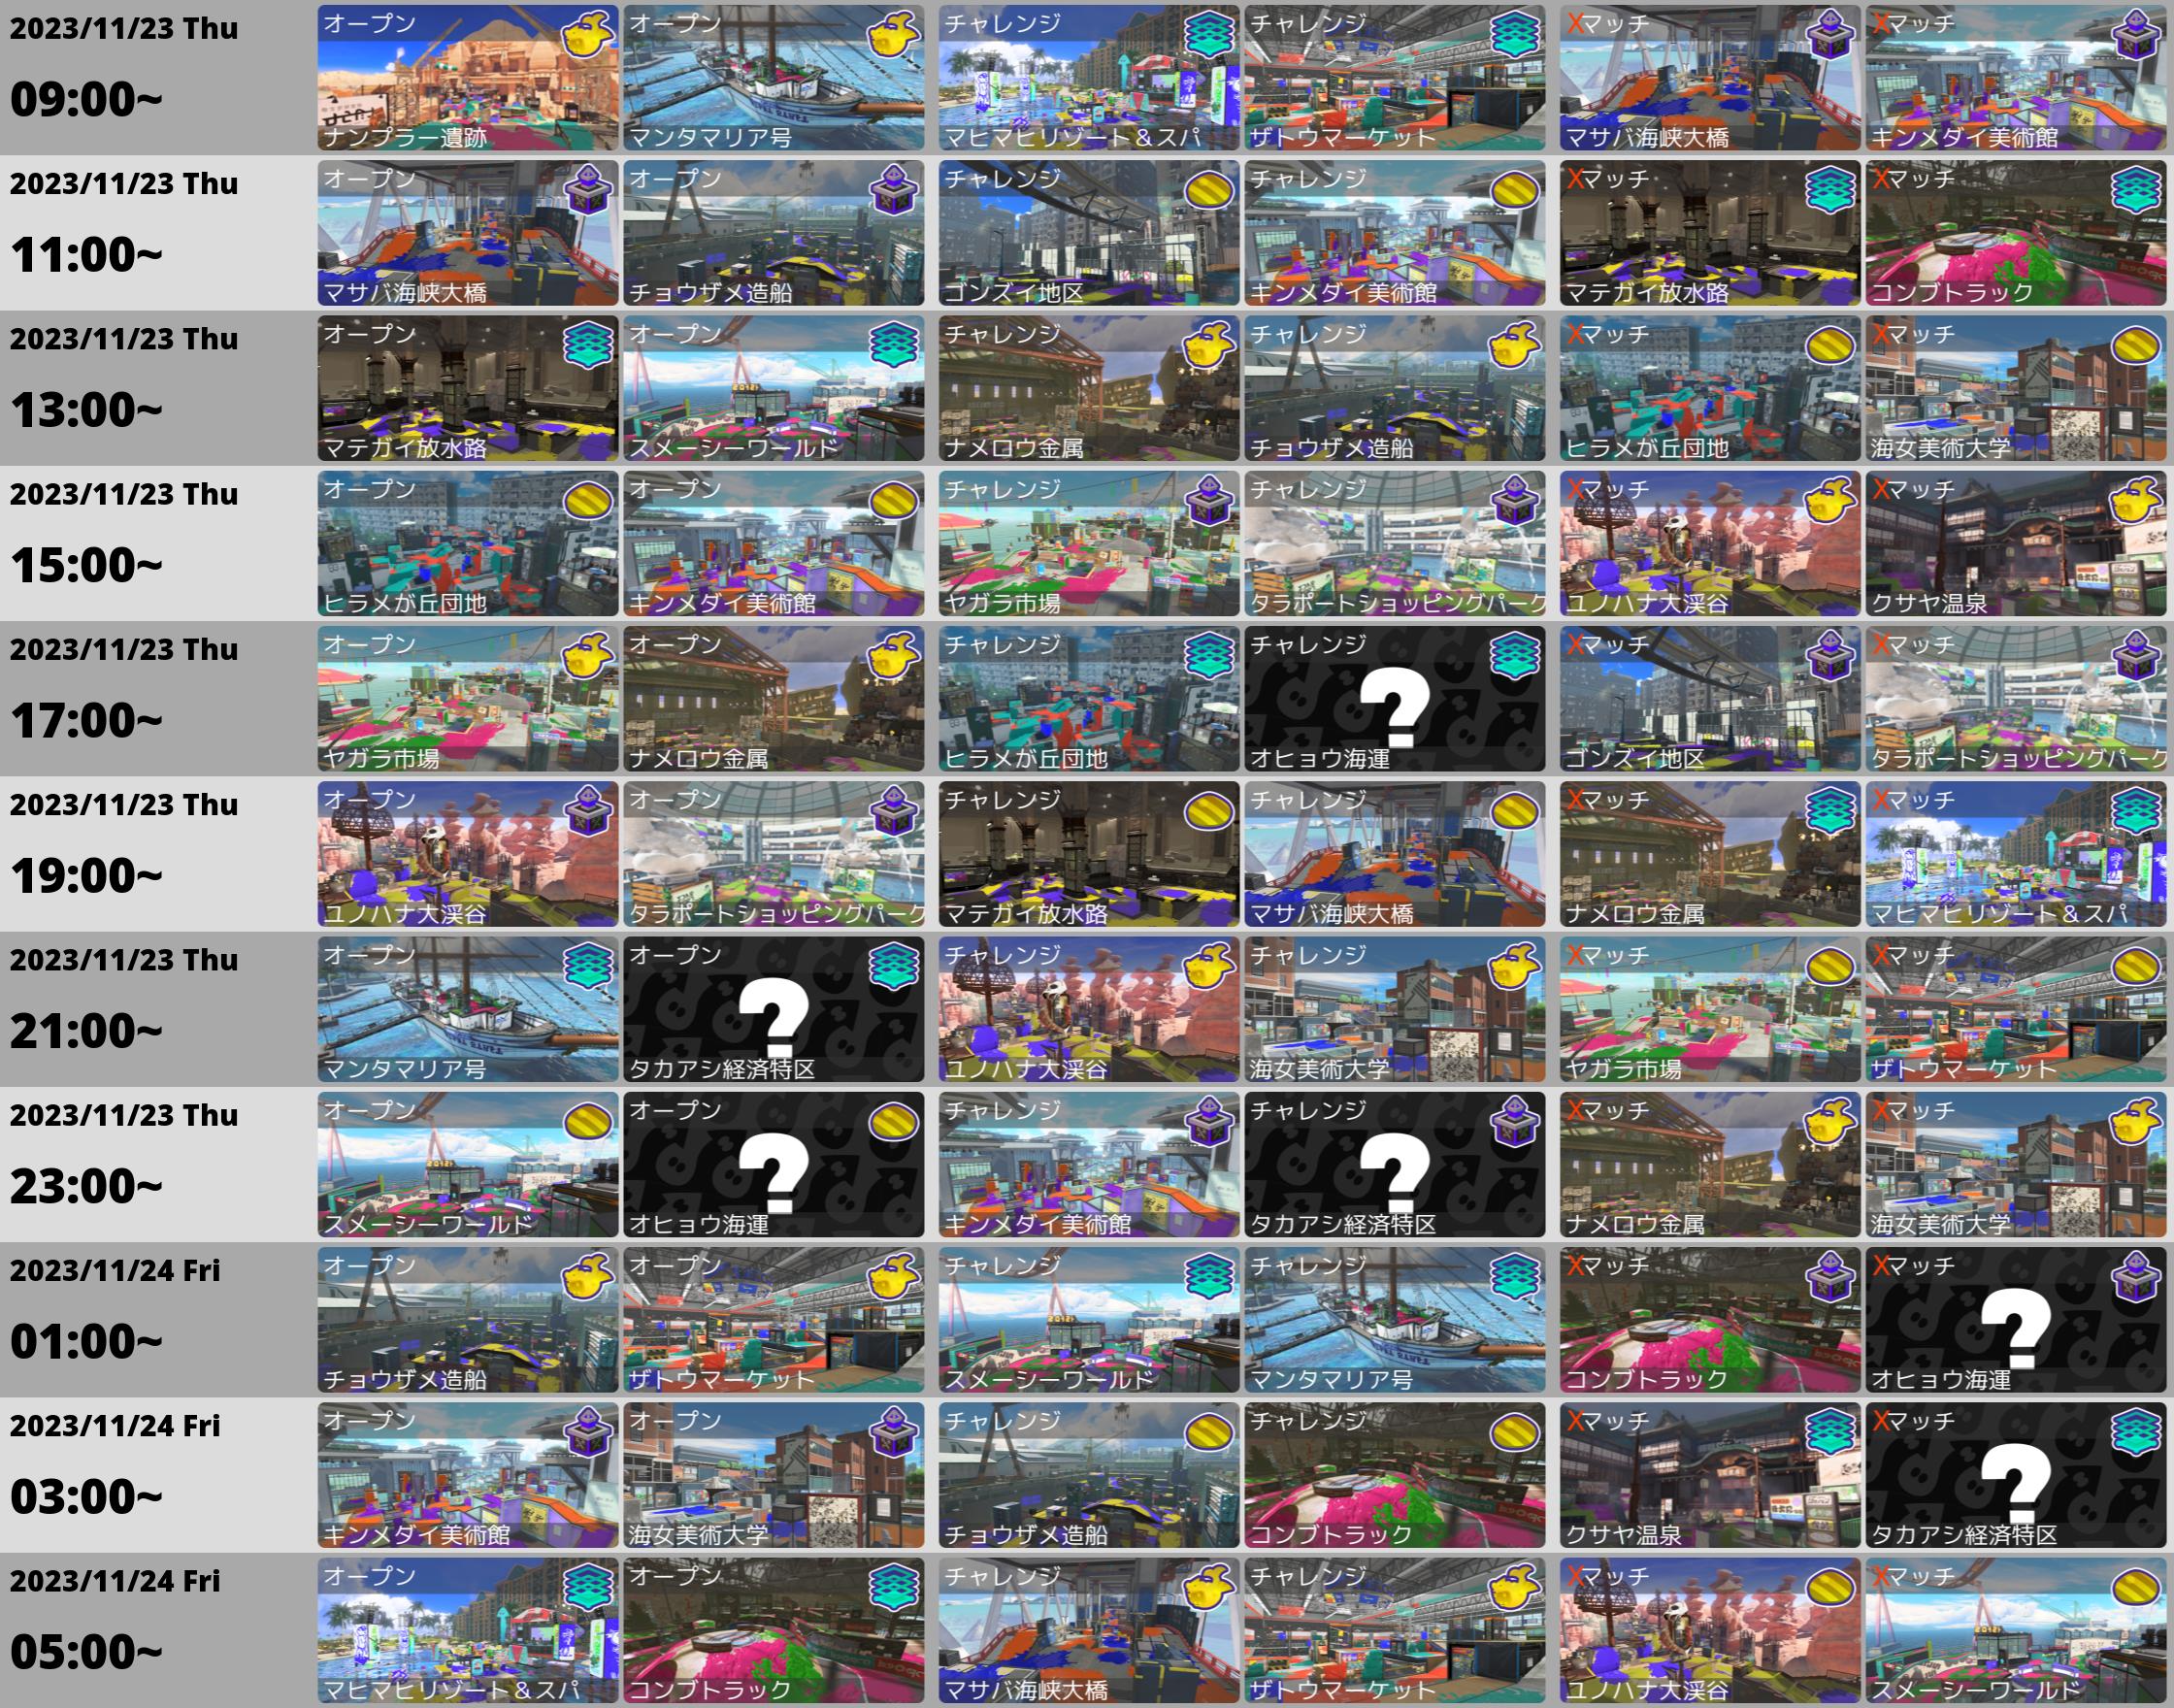 2023/11/23 Thu
09:00~
オープン
ナンプラー遺跡
オープン
マンタマリア号
チャレンジ
マヒマヒリゾート＆スパ
チャレンジ
ザトウマーケット
Xマッチ
マサバ海峡大橋
Xマッチ
キンメダイ美術館
2023/11/23 Thu
11:00~
オープン
マサバ海峡大橋
オープン
チョウザメ造船
チャレンジ
ゴンズイ地区
チャレンジ
キンメダイ美術館
Xマッチ
マテガイ放水路
Xマッチ
コンブトラック
2023/11/23 Thu
13:00~
オープン
マテガイ放水路
オープン
スメーシーワールド
チャレンジ
ナメロウ金属
チャレンジ
チョウザメ造船
Xマッチ
ヒラメが丘団地
Xマッチ
海女美術大学
2023/11/23 Thu
15:00~
オープン
ヒラメが丘団地
オープン
キンメダイ美術館
チャレンジ
ヤガラ市場
チャレンジ
タラポートショッピングパーク
Xマッチ
ユノハナ大渓谷
Xマッチ
クサヤ温泉
2023/11/23 Thu
17:00~
オープン
ヤガラ市場
オープン
ナメロウ金属
チャレンジ
ヒラメが丘団地
チャレンジ
?
オヒョウ海運
Xマッチ
ゴンズイ地区
Xマッチ
タラポートショッピングパーク
2023/11/23 Thu
19:00~
オープン
ユノハナ大渓谷
オープン
タラポートショッピングパーク
チャレンジ
マテガイ放水路
チャレンジ
マサバ海峡大橋
Xマッチ
ナメロウ金属
Xマッチ
マヒマヒリゾート＆スパ
2023/11/23 Thu
21:00~
オープン
マンタマリア号
オープン
?
タカアシ経済特区
チャレンジ
ユノハナ大渓谷
チャレンジ
海女美術大学
Xマッチ
ヤガラ市場
Xマッチ
ザトウマーケット
2023/11/23 Thu
23:00~
オープン
スメーシーワールド
オープン
?
オヒョウ海運
チャレンジ
キンメダイ美術館
チャレンジ
?
タカアシ経済特区
Xマッチ
ナメロウ金属
Xマッチ
海女美術大学
2023/11/24 Fri
01:00~
オープン
チョウザメ造船
オープン
ザトウマーケット
チャレンジ
スメーシーワールド
チャレンジ
マンタマリア号
Xマッチ
コンブトラック
Xマッチ
?
オヒョウ海運
2023/11/24 Fri
03:00~
オープン
キンメダイ美術館
オープン
海女美術大学
チャレンジ
チョウザメ造船
チャレンジ
コンブトラック
Xマッチ
クサヤ温泉
Xマッチ
?
タカアシ経済特区
2023/11/24 Fri
05:00~
オープン
マヒマヒリゾート＆スパ
オープン
コンブトラック
チャレンジ
マサバ海峡大橋
チャレンジ
ザトウマーケット
Xマッチ
ユノハナ大渓谷
Xマッチ
スメーシーワールド